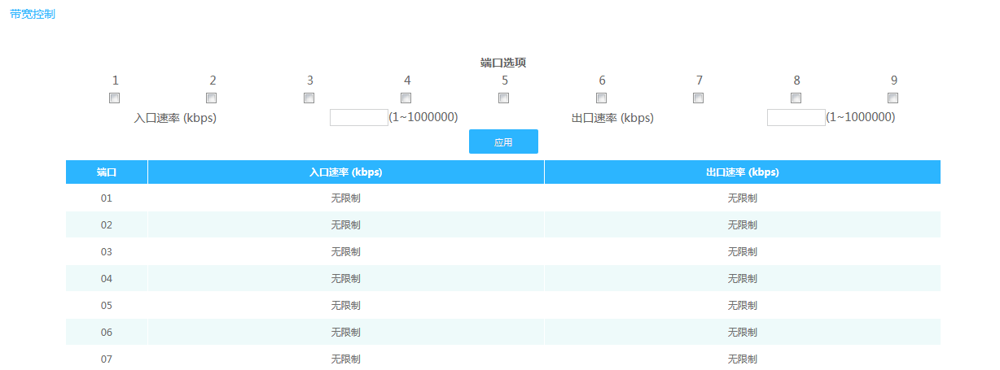 带宽控制
端口选项
1 2 3 4 5 6 7 8 9
入口速率 (kbps) (1~1000000) 出口速率 (kbps) (1~1000000)
应用
端口 入口速率 (kbps) 出口速率 (kbps)
01 无限制 无限制
02 无限制 无限制
03 无限制 无限制
04 无限制 无限制
05 无限制 无限制
06 无限制 无限制
07 无限制 无限制